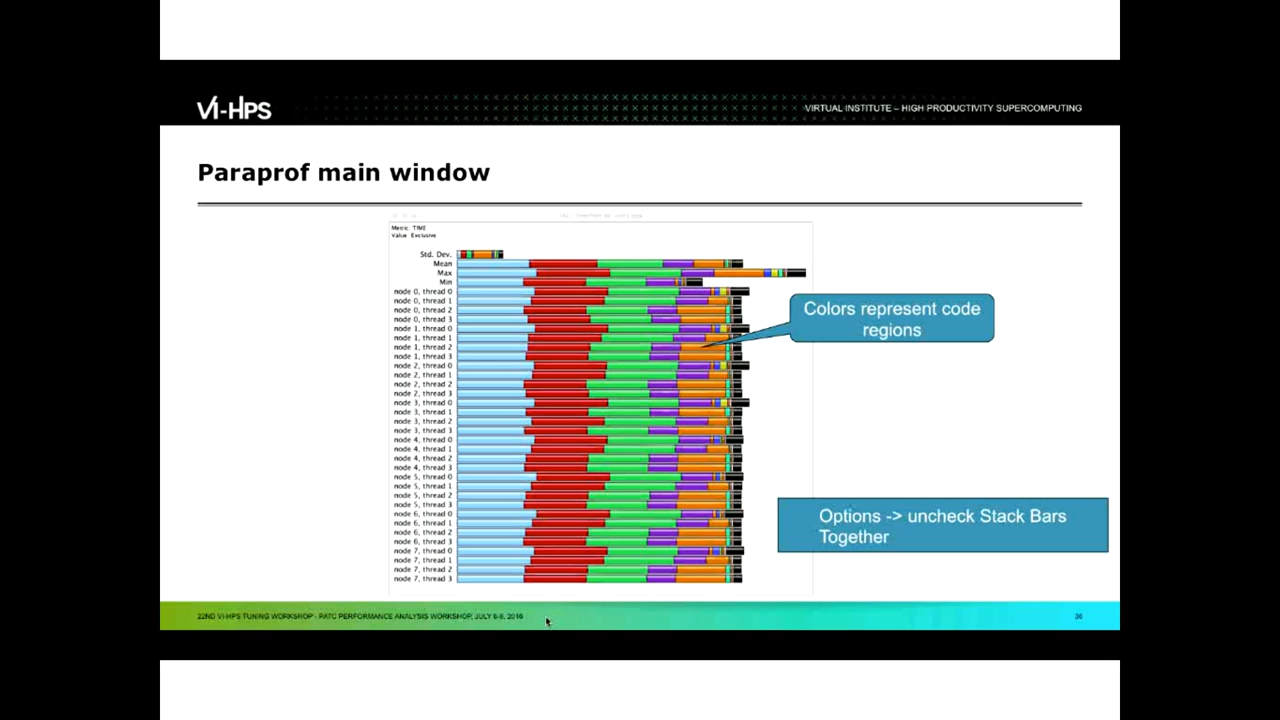 VI-HPS
VIRTUAL INSTITUTE – HIGH PRODUCTIVITY SUPERCOMPUTING
Paraprof main window
Metric: TIME
Value: Exclusive
Std. Dev.
Mean
Max
Min
node 0, thread 0
node 0, thread 1
node 0, thread 2
node 0, thread 3
node 1, thread 0
node 1, thread 1
node 1, thread 2
node 1, thread 3
node 2, thread 0
node 2, thread 1
node 2, thread 2
node 2, thread 3
node 3, thread 0
node 3, thread 1
node 3, thread 2
node 3, thread 3
node 4, thread 0
node 4, thread 1
node 4, thread 2
node 4, thread 3
node 5, thread 0
node 5, thread 1
node 5, thread 2
node 5, thread 3
node 6, thread 0
node 6, thread 1
node 6, thread 2
node 6, thread 3
node 7, thread 0
node 7, thread 1
node 7, thread 2
node 7, thread 3
Colors represent code
regions
Options -> uncheck Stack Bars
Together
22ND VI-HPS TUNING WORKSHOP - PATC PERFORMANCE ANALYSIS WORKSHOP, JULY 6-8, 2016
36